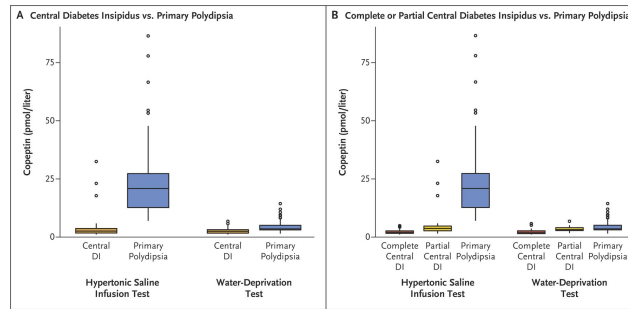 A Central Diabetes Insipidus vs. Primary Polydipsia
75
50
25
0
Copeptin (pmol/liter)
Central
DI
Primary
Polydipsia
Central
DI
Primary
Polydipsia
Hypertonic Saline
Infusion Test
Water-Deprivation
Test
B Complete or Partial Central Diabetes Insipidus vs. Primary Polydipsia
75
50
25
0
Copeptin (pmol/liter)
Complete
Central
DI
Partial
Central
DI
Primary
Polydipsia
Complete
Central
DI
Partial
Central
DI
Primary
Polydipsia
Hypertonic Saline
Infusion Test
Water-Deprivation
Test